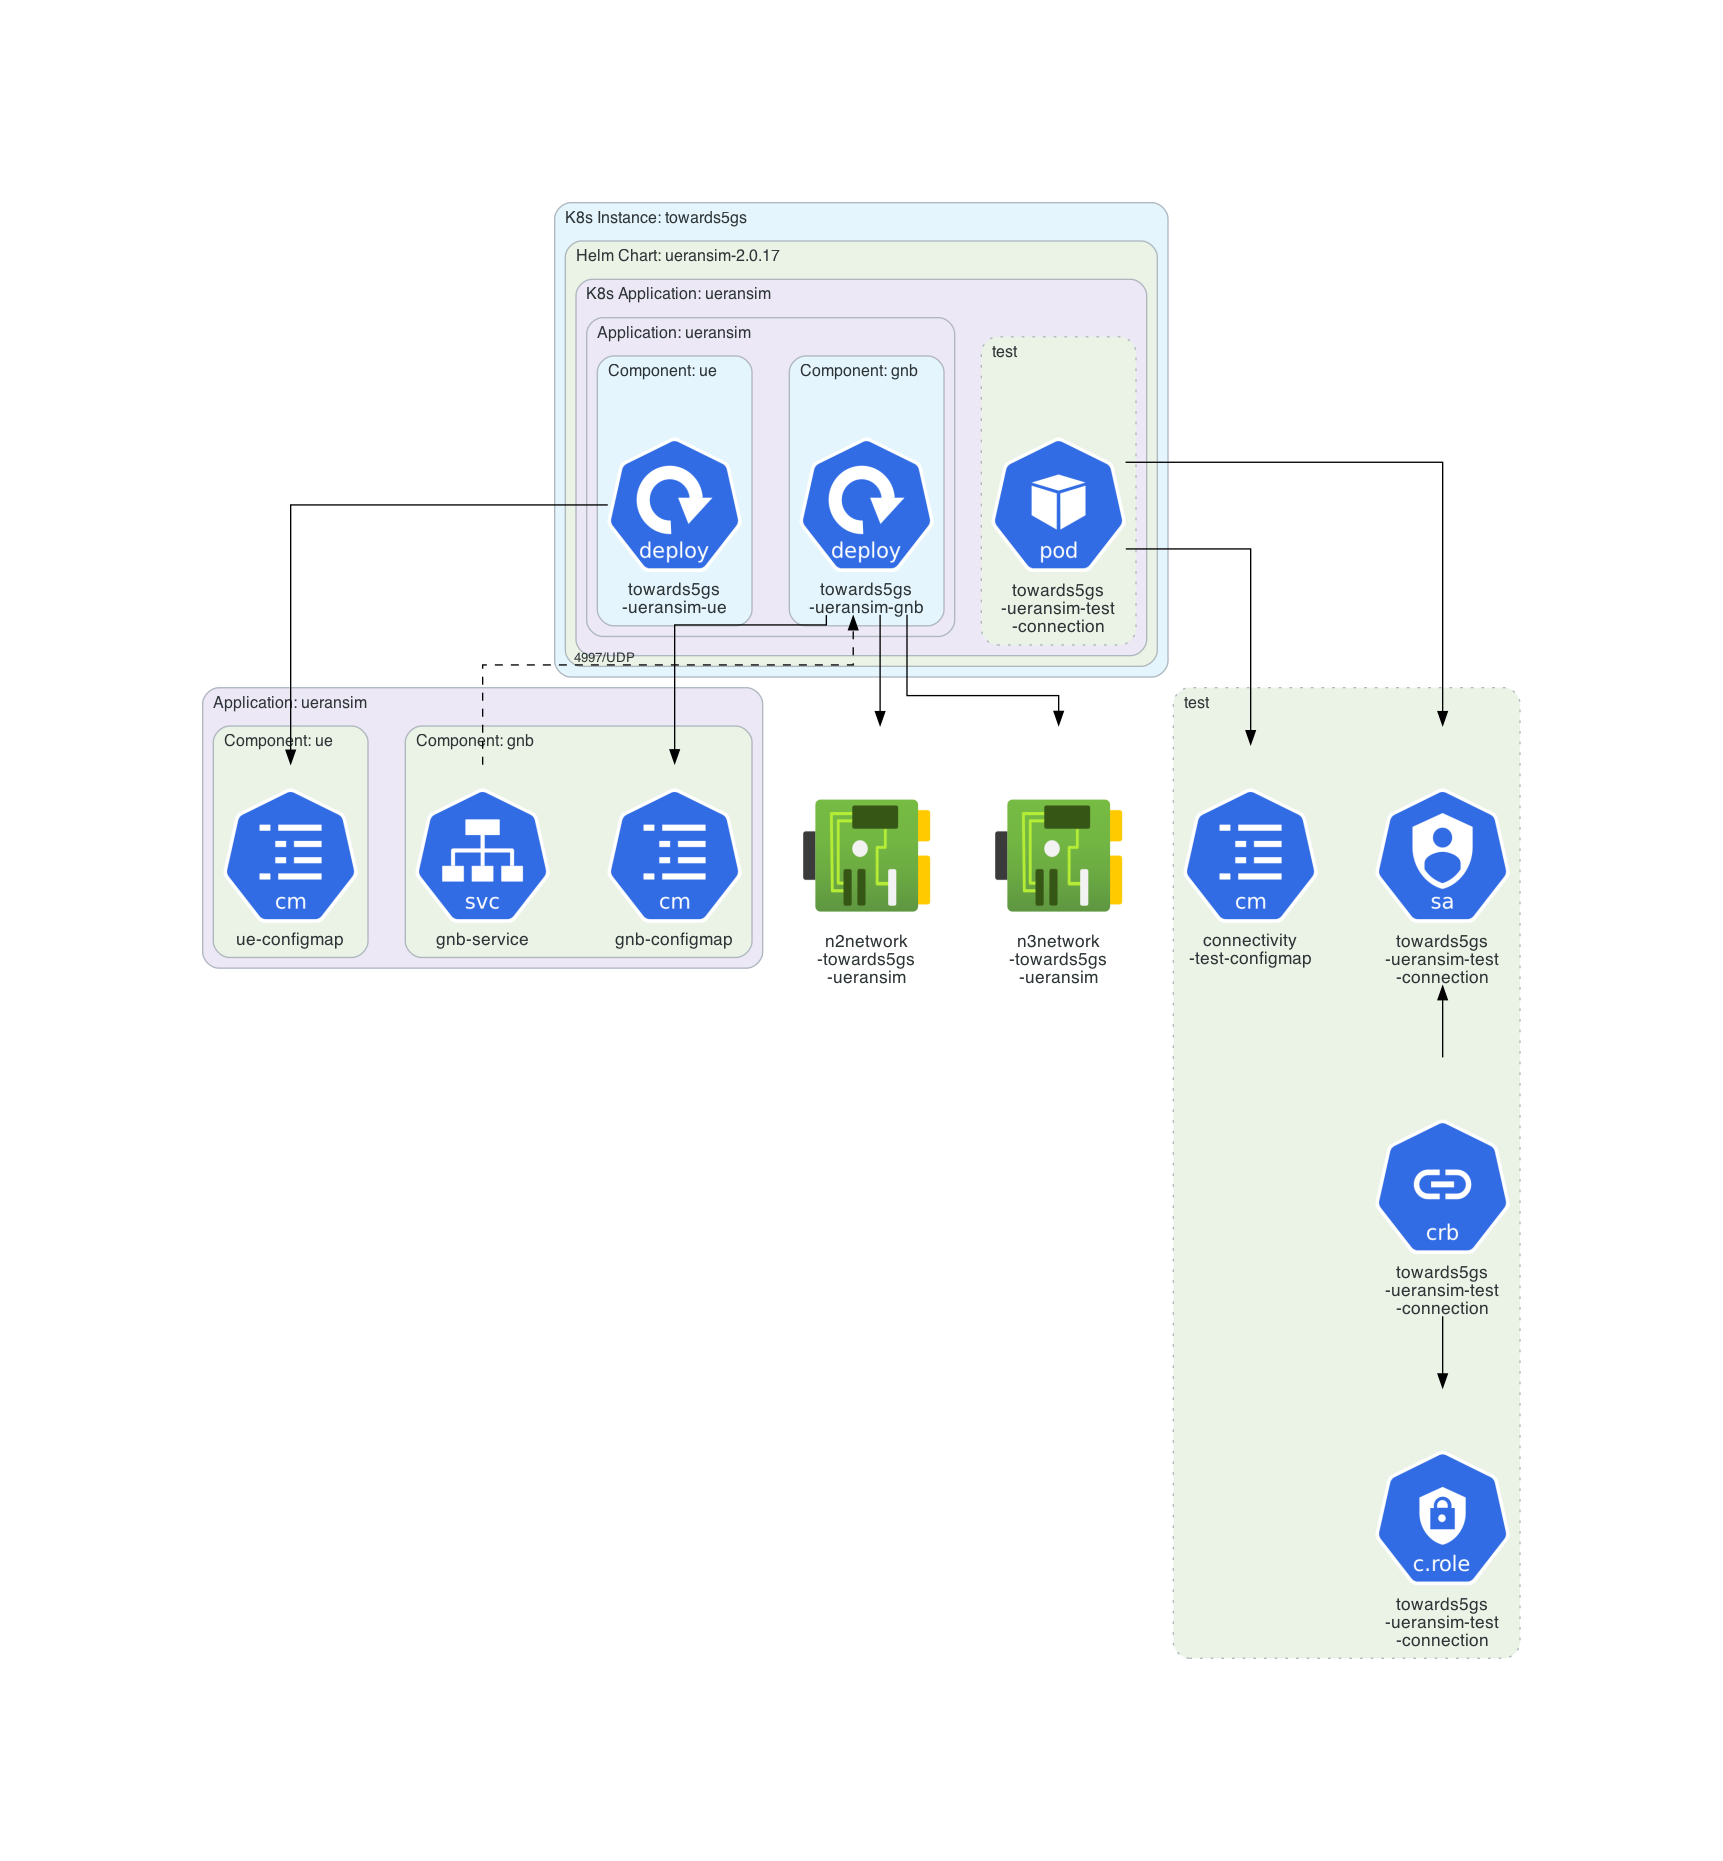 K8s Instance: towards5gs
Helm Chart: ueransim-2.0.17
K8s Application: ueransim
Application: ueransim
Component: ue
deploy
towards5gs
-ueransim-ue
Component: gnb
deploy
towards5gs
-ueransim-gnb
test
pod
towards5gs
-ueransim-test
-connection
4997/UDP
Application: ueransim
Component: ue
cm
ue-configmap
Component: gnb
svc
gnb-service
cm
gnb-configmap
n2network
-towards5gs
-ueransim
n3network
-towards5gs
-ueransim
test
cm
connectivity
-test-configmap
sa
towards5gs
-ueransim-test
-connection
crb
towards5gs
-ueransim-test
-connection
c.role
towards5gs
-ueransim-test
-connection